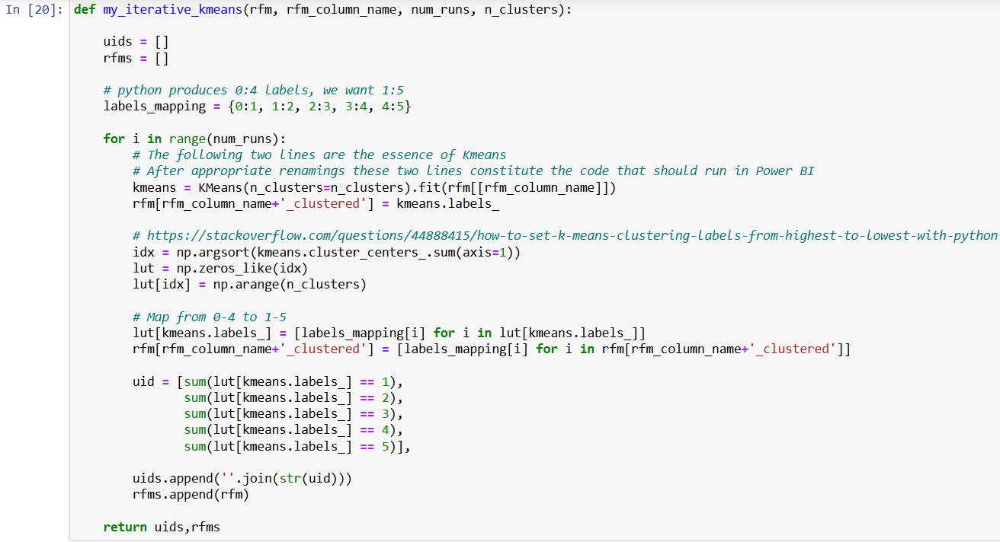 In [20]: def my_iterative_kmeans(rfm, rfm_column_name, num_runs, n_clusters):
uids = []
rfms = []
# python produces 0:4 labels, we want 1:5
labels_mapping = {0:1, 1:2, 2:3, 3:4, 4:5}
for i in range(num_runs):
# The following two lines are the essence of Kmeans
# After appropriate renamings these two lines constitute the code that should run in Power BI
kmeans = KMeans(n_clusters=n_clusters).fit(rfm[[rfm_column_name]])
rfm[rfm_column_name+'_clustered'] = kmeans.labels_
# https://stackoverflow.com/questions/44888415/how-to-set-k-means-clustering-labels-from-highest-to-lowest-with-python
idx = np.argsort(kmeans.cluster_centers_.sum(axis=1))
lut = np.zeros_like(idx)
lut[idx] = np.arange(n_clusters)
# Map from 0-4 to 1-5
lut[kmeans.labels_] = [labels_mapping[i] for i in lut[kmeans.labels_]]
rfm[rfm_column_name+'_clustered'] = [labels_mapping[i] for i in rfm[rfm_column_name+'_clustered']]
uid = [sum(lut[kmeans.labels_] == 1),
sum(lut[kmeans.labels_] == 2),
sum(lut[kmeans.labels_] == 3),
sum(lut[kmeans.labels_] == 4),
sum(lut[kmeans.labels_] == 5)],
uids.append(''.join(str(uid)))
rfms.append(rfm)
return uids,rfms